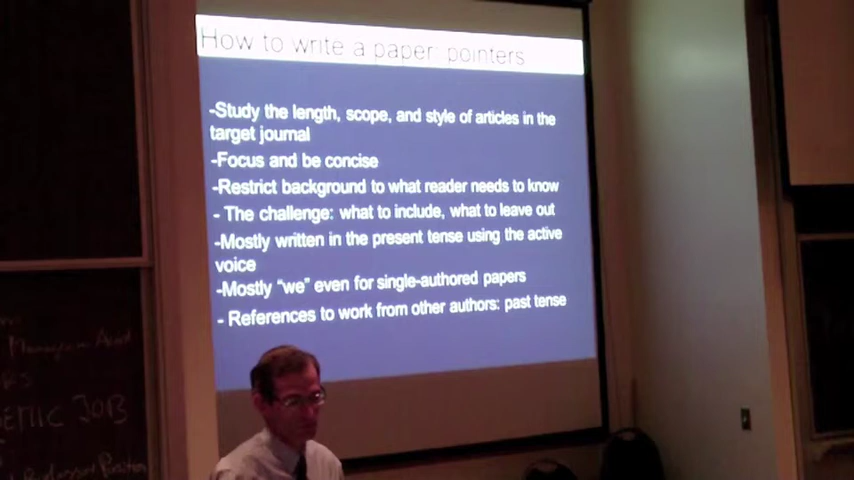 How to write a paper: pointers
-Study the length, scope, and style of articles in the
target journal
-Focus and be concise
-Restrict background to what reader needs to know
- The challenge: what to include, what to leave out
-Mostly written in the present tense using the active
voice
-Mostly “we” even for single-authored papers
- References to work from other authors: past tense
JOB